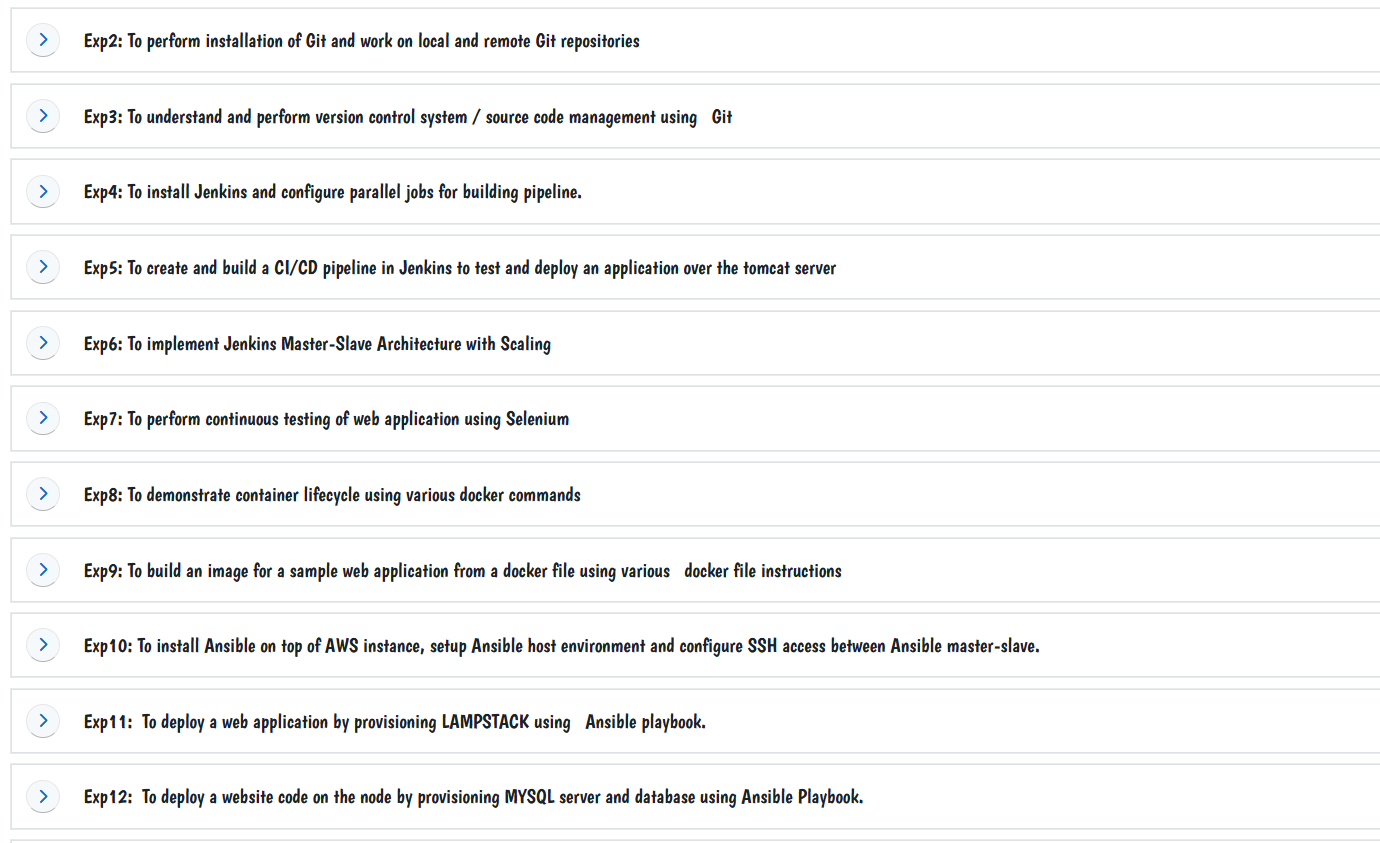 Exp2: To perform installation of Git and work on local and remote Git repositories
Exp3: To understand and perform version control system / source code management using   Git
Exp4: To install Jenkins and configure parallel jobs for building pipeline.
Exp5: To create and build a CI/CD pipeline in Jenkins to test and deploy an application over the tomcat server
Exp6: To implement Jenkins Master-Slave Architecture with Scaling
Exp7: To perform continuous testing of web application using Selenium
Exp8: To demonstrate container lifecycle using various docker commands
Exp9: To build an image for a sample web application from a docker file using various   docker file instructions
Exp10: To install Ansible on top of AWS instance, setup Ansible host environment and configure SSH access between Ansible master-slave.
Exp11:  To deploy a web application by provisioning LAMPSTACK using   Ansible playbook.
Exp12:  To deploy a website code on the node by provisioning MYSQL server and database using Ansible Playbook.